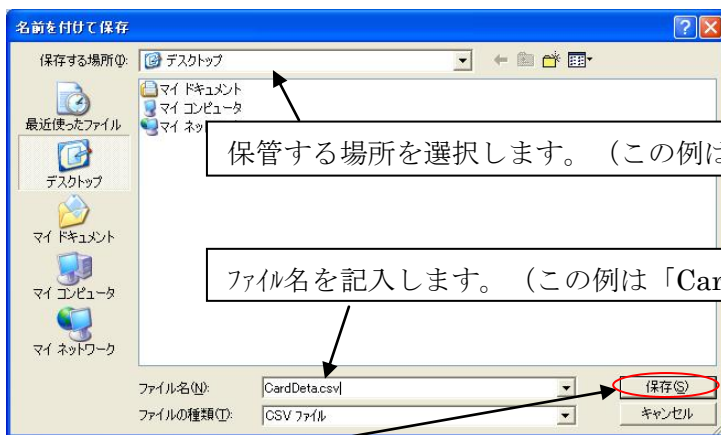 名前を付けて保存
保存する場所(I): デスクトップ
マイ ドキュメント
マイ コンピュータ
マイ ネッ
最近使ったファイル
デスクトップ
マイ ドキュメント
マイ コンピュータ
マイ ネットワーク
保管する場所を選択します。（この例は
ファイル名を記入します。（この例は「Car
ファイル名(N): CardDeta.csv 保存(S)
ファイルの種類(T): CSV ファイル キャンセル